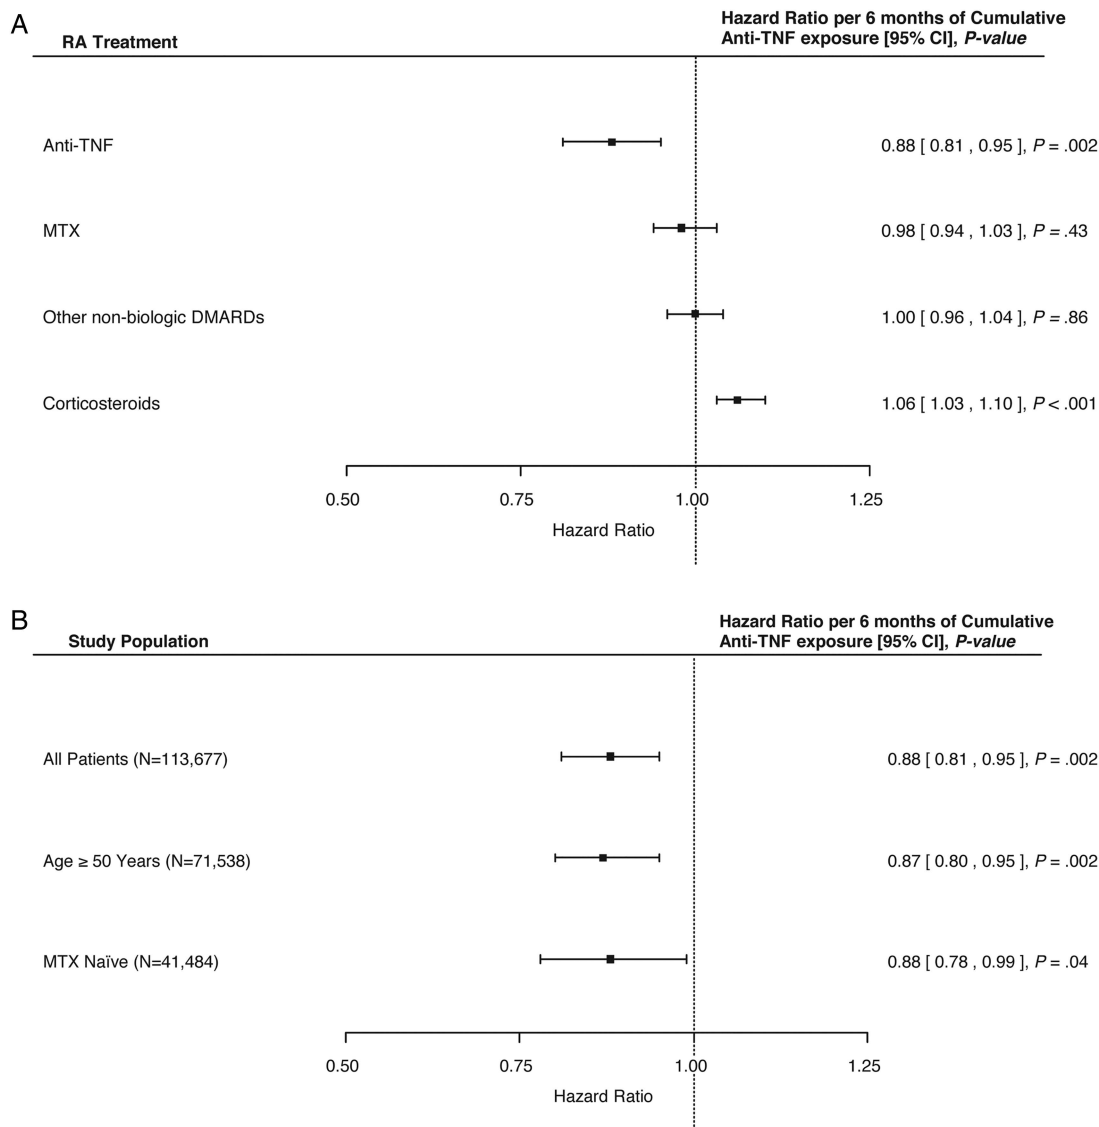 A
RA Treatment
Hazard Ratio per 6 months of Cumulative
Anti-TNF exposure [95% CI], P-value
Anti-TNF 0.88 [ 0.81 , 0.95 ], P = .002
MTX 0.98 [ 0.94 , 1.03 ], P = .43
Other non-biologic DMARDs 1.00 [ 0.96 , 1.04 ], P = .86
Corticosteroids 1.06 [ 1.03 , 1.10 ], P < .001
0.50 0.75 1.00 1.25
Hazard Ratio
B
Study Population
Hazard Ratio per 6 months of Cumulative
Anti-TNF exposure [95% CI], P-value
All Patients (N=113,677) 0.88 [ 0.81 , 0.95 ], P = .002
Age ≥ 50 Years (N=71,538) 0.87 [ 0.80 , 0.95 ], P = .002
MTX Naïve (N=41,484) 0.88 [ 0.78 , 0.99 ], P = .04
0.50 0.75 1.00 1.25
Hazard Ratio